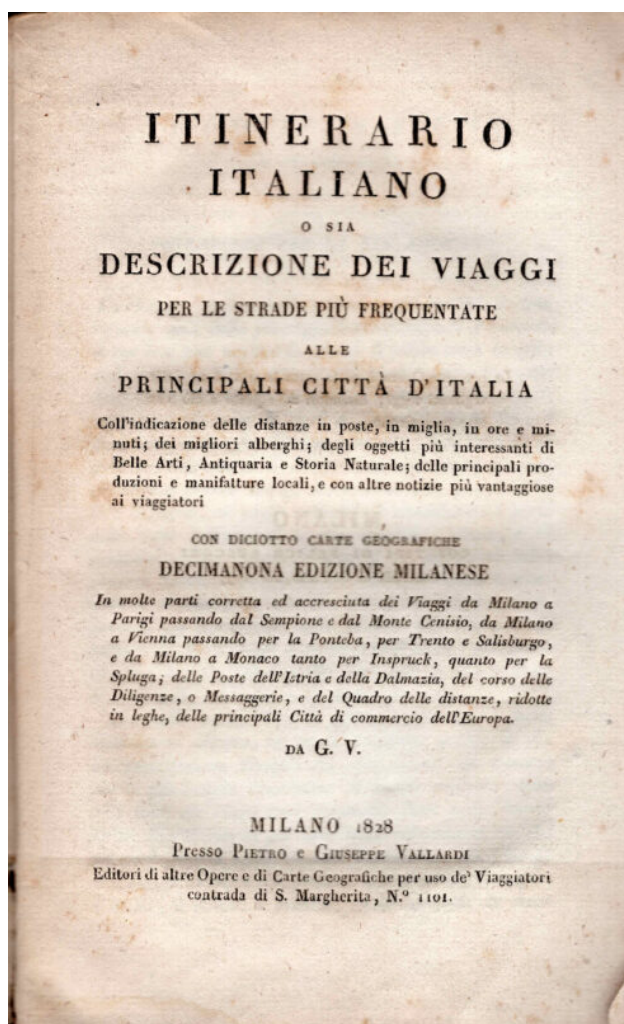 ITINERARIO
ITALIANO
O SIA
DESCRIZIONE DEI VIAGGI
PER LE STRADE PIÙ FREQUENTATE
ALLE
PRINCIPALI CITTÀ D'ITALIA
Coll'indicazione delle distanze in poste, in miglia, in ore e mi-
nuti; dei migliori alberghi; degli oggetti più interessanti di
Belle Arti, Antiquaria e Storia Naturale; delle principali pro-
duzioni e manifatture locali, e con altre notizie più vantaggiose
ai viaggiatori
CON DICIOTTO CARTE GEOGRAFICHE
DECIMANONA EDIZIONE MILANESE
In molte parti corretta ed accresciuta dei Viaggi da Milano a
Parigi passando dal Sempione e dal Monte Cenisio, da Milano
a Vienna passando per la Ponteba, per Trento e Salisburgo,
e da Milano a Monaco tanto per Inspruck, quanto per la
Spluga; delle Poste dell'Istria e della Dalmazia, del corso delle
Diligenze, o Messaggerie, e del Quadro delle distanze, ridotte
in leghe, delle principali Città di commercio dell'Europa.
DA G. V.
MILANO 1828
Presso PIETRO e GIUSEPPE VALLARDI
Editori di altre Opere e di Carte Geografiche per uso de' Viaggiatori
contrada di S. Margherita, N.º 1101.